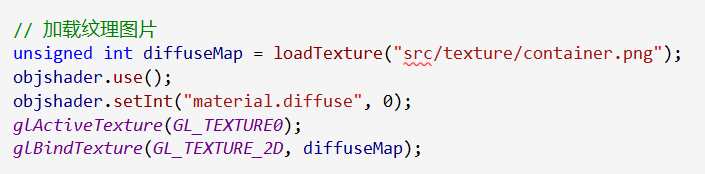 // 加载纹理图片
unsigned int diffuseMap = loadTexture("src/texture/container.png");
objshader.use();
objshader.setInt("material.diffuse", 0);
glActiveTexture(GL_TEXTURE0);
glBindTexture(GL_TEXTURE_2D, diffuseMap);